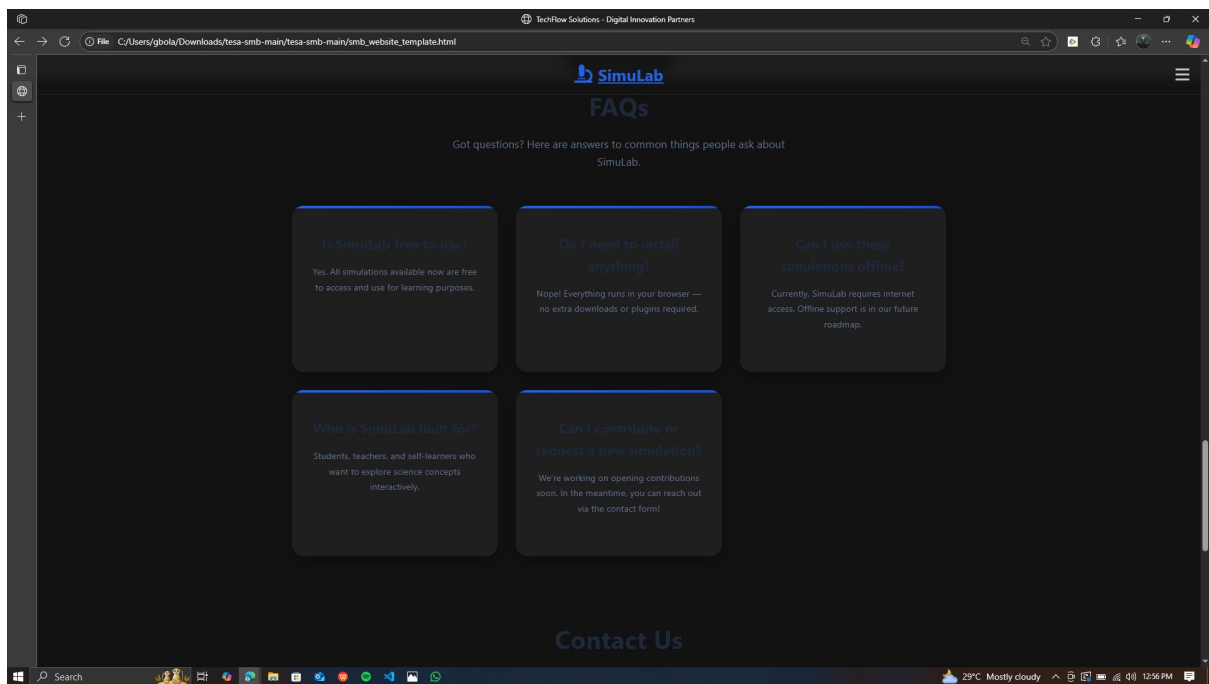 TechFlow Solutions - Digital Innovation Partners
File C:/Users/gbola/Downloads/tesa-smb-main/tesa-smb-main/smb_website_template.html
SimuLab
FAQs
Got questions? Here are answers to common things people ask about
SimuLab.
Is SimuLab free to use?
Yes. All simulations available now are free
to access and use for learning purposes.
Do I need to install
anything?
Nope! Everything runs in your browser —
no extra downloads or plugins required.
Can I use these
simulations offline?
Currently, SimuLab requires internet
access. Offline support is in our future
roadmap.
Who is SimuLab built for?
Students, teachers, and self-learners who
want to explore science concepts
interactively.
Can I contribute or
request a new simulation?
We're working on opening contributions
soon. In the meantime, you can reach out
via the contact form!
Contact Us
Search
29°C Mostly cloudy
12:56 PM